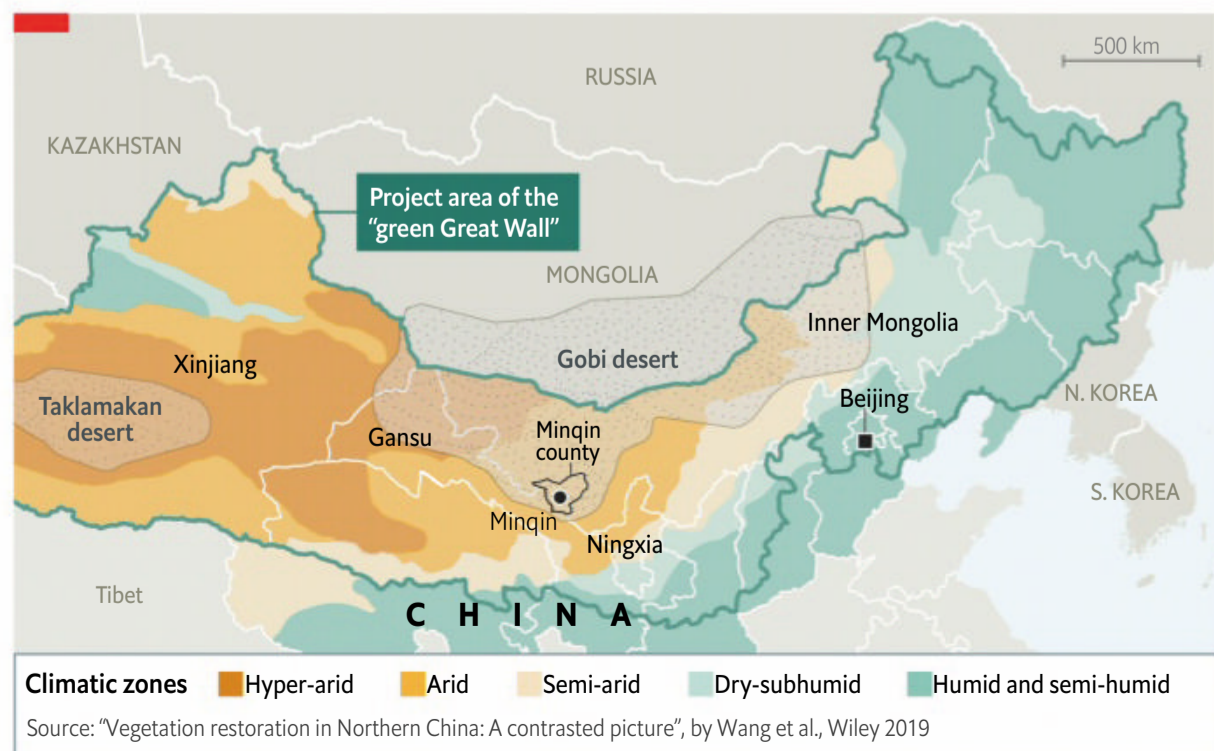 500 km
RUSSIA
KAZAKHSTAN
Project area of the
“green Great Wall”
MONGOLIA
Inner Mongolia
Gobi desert
Xinjiang
Taklamakan
desert
Beijing
N. KOREA
Gansu
Minqin
county
S. KOREA
Minqin
Ningxia
Tibet
CHINA
Climatic zones Hyper-arid Arid Semi-arid Dry-subhumid Humid and semi-humid
Source: “Vegetation restoration in Northern China: A contrasted picture”, by Wang et al., Wiley 2019